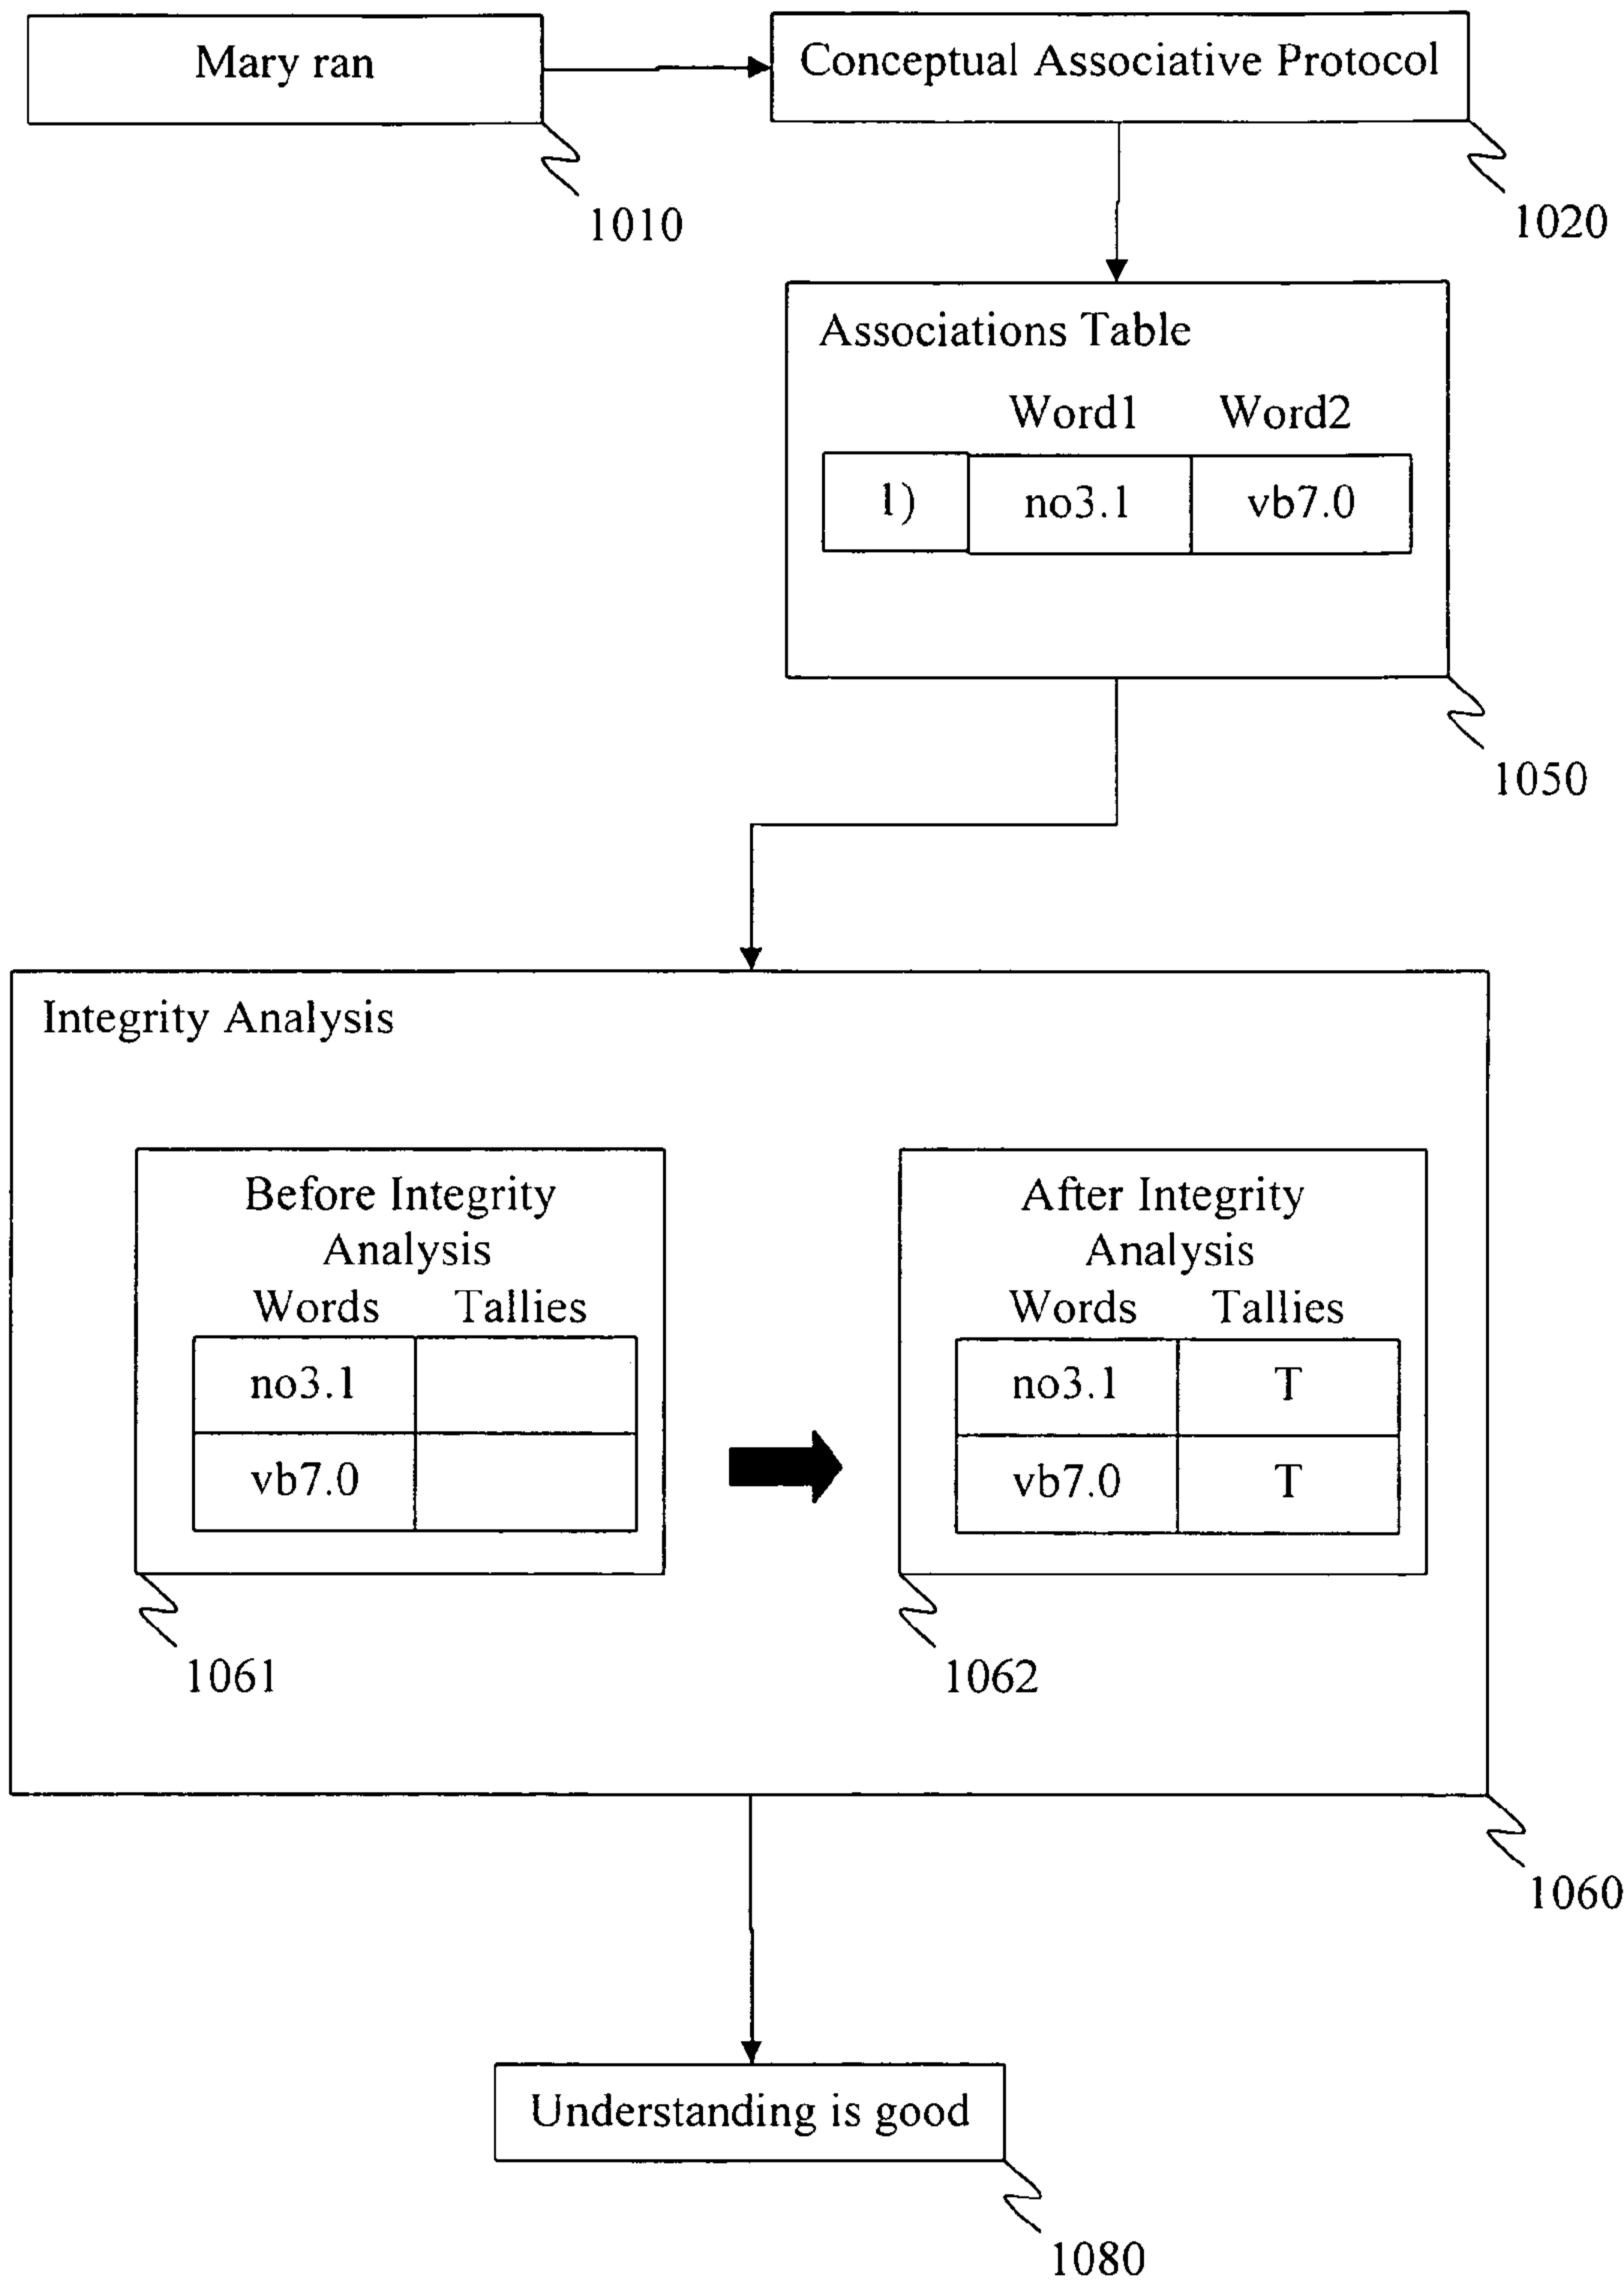 Mary ran
Conceptual Associative Protocol
1010
1020
Associations Table
Word1 Word2
1) no3.1 vb7.0
1050
Integrity Analysis
Before Integrity
Analysis
Words Tallies
no3.1
vb7.0
1061
After Integrity
Analysis
Words Tallies
no3.1 T
vb7.0 T
1062
1060
Understanding is good
1080